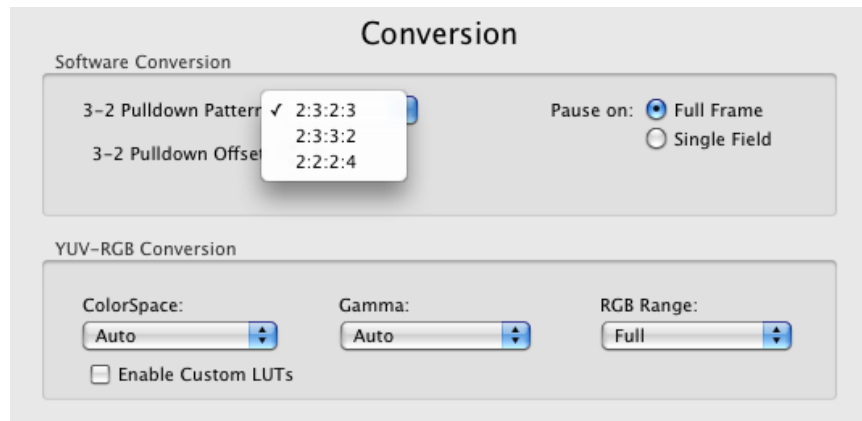 Conversion
Software Conversion
3-2 Pulldown Pattern ✓ 2:3:2:3
2:3:3:2
2:2:2:4
3-2 Pulldown Offset
Pause on: Full Frame
Single Field
YUV-RGB Conversion
ColorSpace:
Auto
Enable Custom LUTs
Gamma:
Auto
RGB Range:
Full